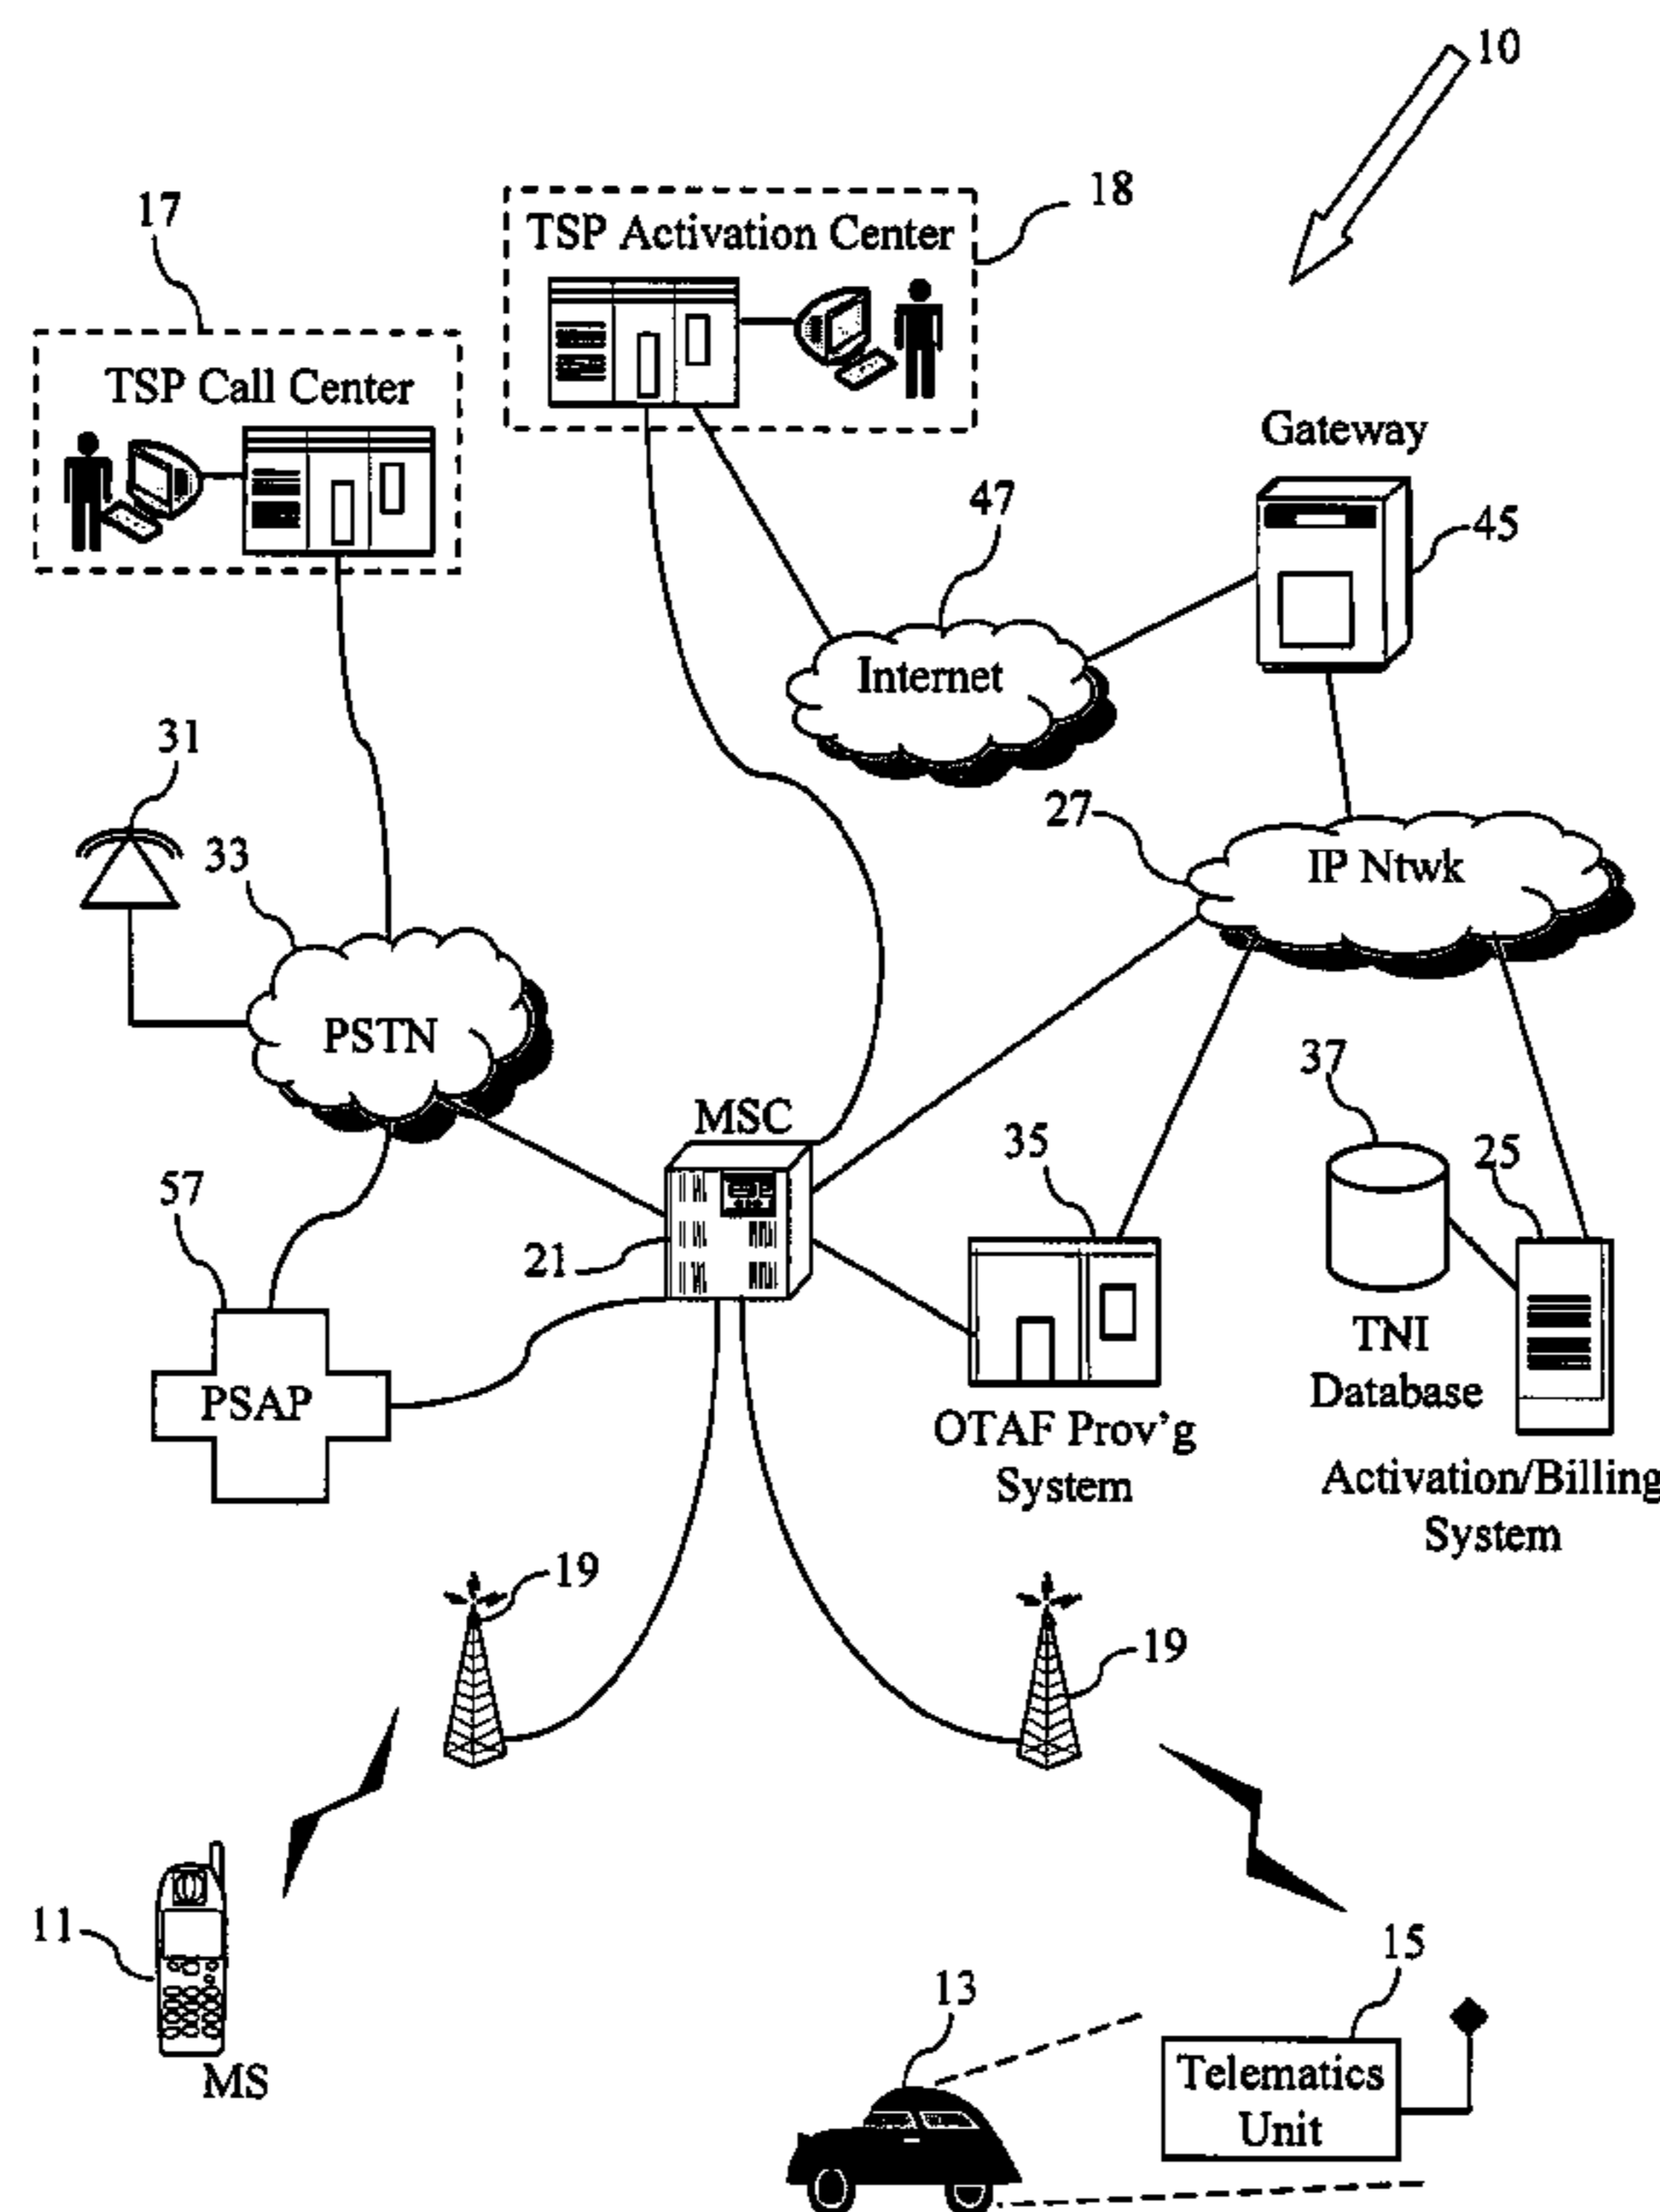 10
17
18
TSP Activation Center
TSP Call Center
Gateway
47
45
Internet
31
33
27
IP Ntwk
PSTN
37
MSC
35
25
57
21
TNI
Database
PSAP
OTAF Prov'g
System
Activation/Billing
System
19
19
11
15
13
MS
Telematics
Unit